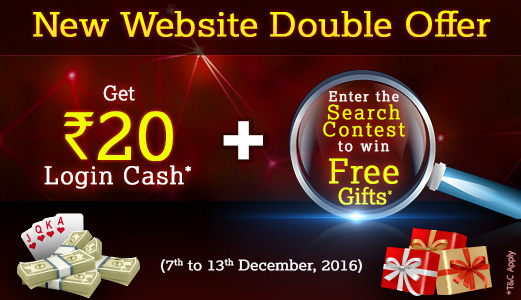 New Website Double Offer
Get
₹20
Login Cash*
+
Enter the
Search
Contest
to win
Free
Gifts*
J Q K A
(7th to 13th December, 2016)
*T&C Apply